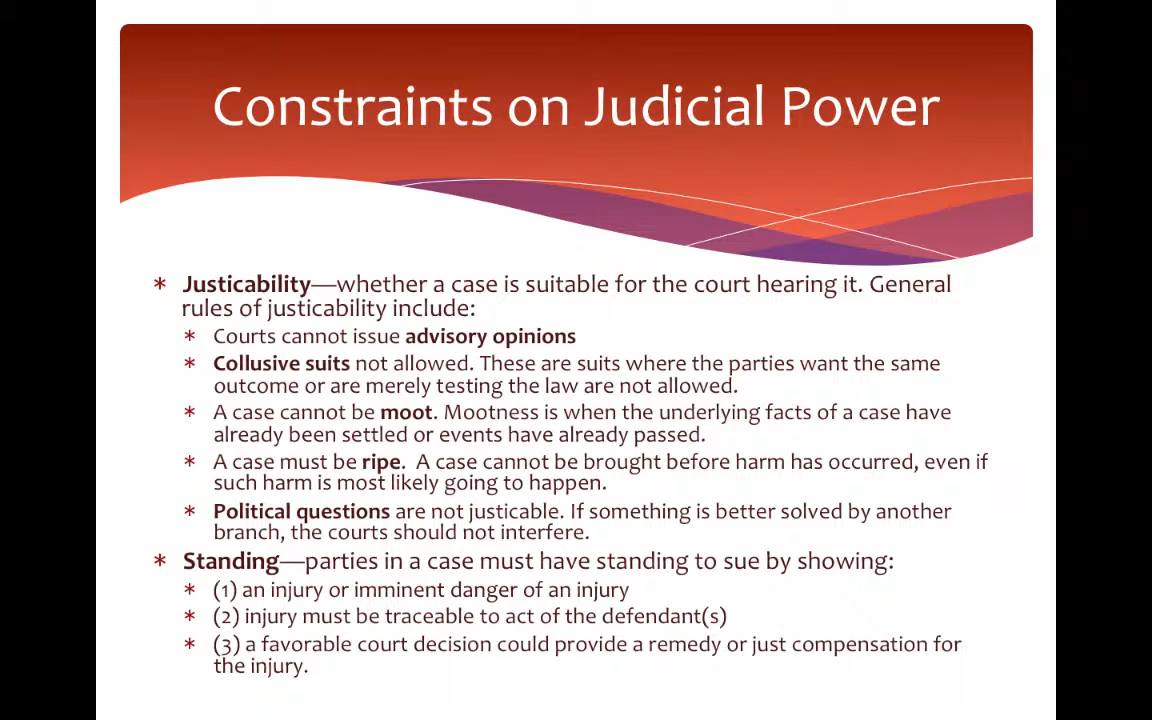 Constraints on Judicial Power
* Justicability—whether a case is suitable for the court hearing it. General
rules of justicability include:
* Courts cannot issue advisory opinions
* Collusive suits not allowed. These are suits where the parties want the same
outcome or are merely testing the law are not allowed.
* A case cannot be moot. Mootness is when the underlying facts of a case have
already been settled or events have already passed.
* A case must be ripe. A case cannot be brought before harm has occurred, even if
such harm is most likely going to happen.
* Political questions are not justicable. If something is better solved by another
branch, the courts should not interfere.
* Standing—parties in a case must have standing to sue by showing:
* (1) an injury or imminent danger of an injury
* (2) injury must be traceable to act of the defendant(s)
* (3) a favorable court decision could provide a remedy or just compensation for
the injury.